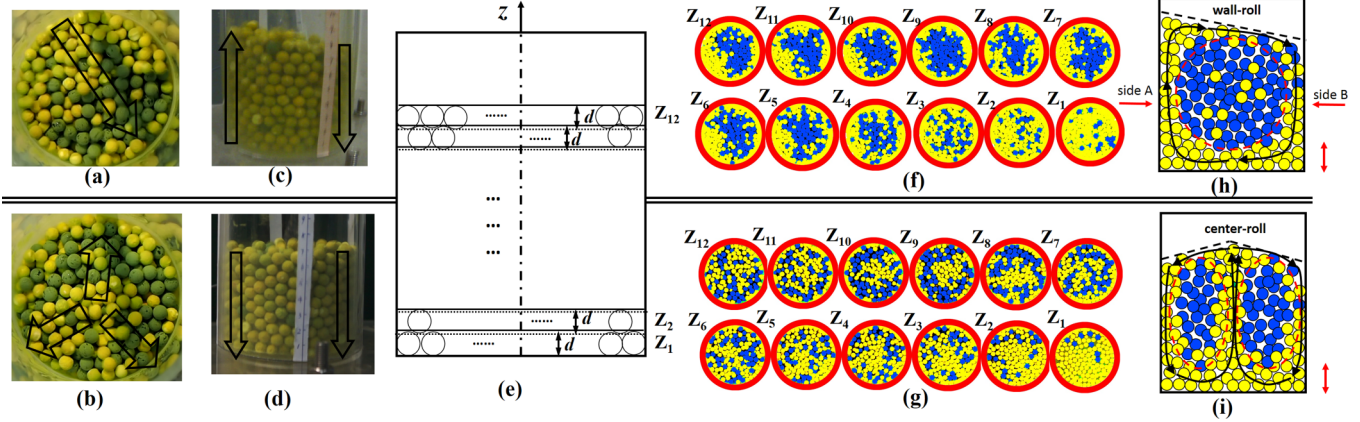 (a)
(c)
z
d
Z12
d
......
......
...
...
...
d
Z2
d
Z1
......
......
(e)
Z12 Z11 Z10 Z9 Z8 Z7
Z6 Z5 Z4 Z3 Z2 Z1
(f)
wall-roll
side A
side B
(h)
(b)
(d)
Z12 Z11 Z10 Z9 Z8 Z7
Z6 Z5 Z4 Z3 Z2 Z1
(g)
center-roll
(i)